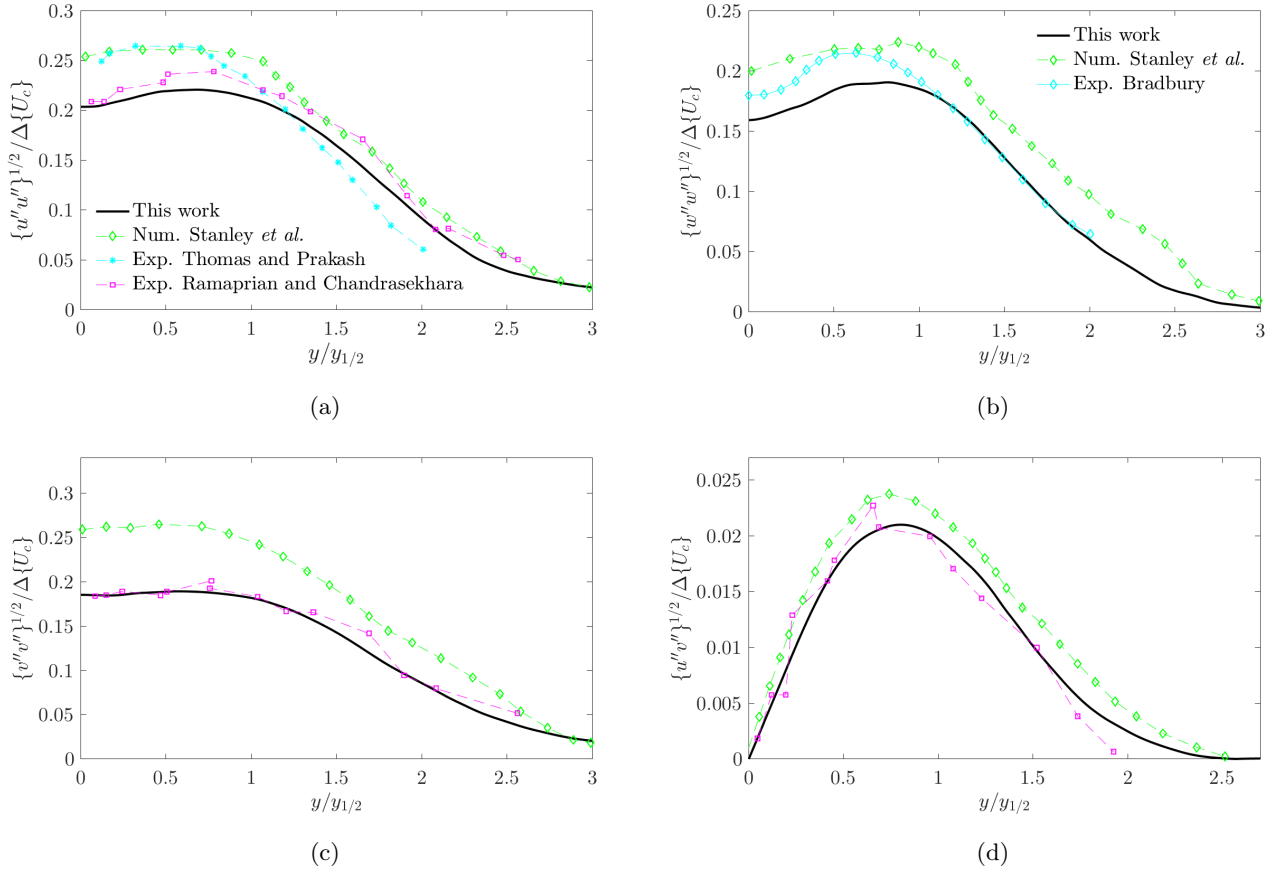 0.3
0.25
0.2
0.15
0.1
0.05
0
{u″u″}^{1/2}/Δ{U_c}
This work
Num. Stanley et al.
Exp. Thomas and Prakash
Exp. Ramaprian and Chandrasekhara
0 0.5 1 1.5 2 2.5 3
y/y_{1/2}
(a)
0.25
0.2
0.15
0.1
0.05
0
{w″w″}^{1/2}/Δ{U_c}
This work
Num. Stanley et al.
Exp. Bradbury
0 0.5 1 1.5 2 2.5 3
y/y_{1/2}
(b)
0.3
0.25
0.2
0.15
0.1
0.05
0
{v″v″}^{1/2}/Δ{U_c}
0 0.5 1 1.5 2 2.5 3
y/y_{1/2}
(c)
0.025
0.02
0.015
0.01
0.005
0
{u″v″}^{1/2}/Δ{U_c}
0 0.5 1 1.5 2 2.5
y/y_{1/2}
(d)